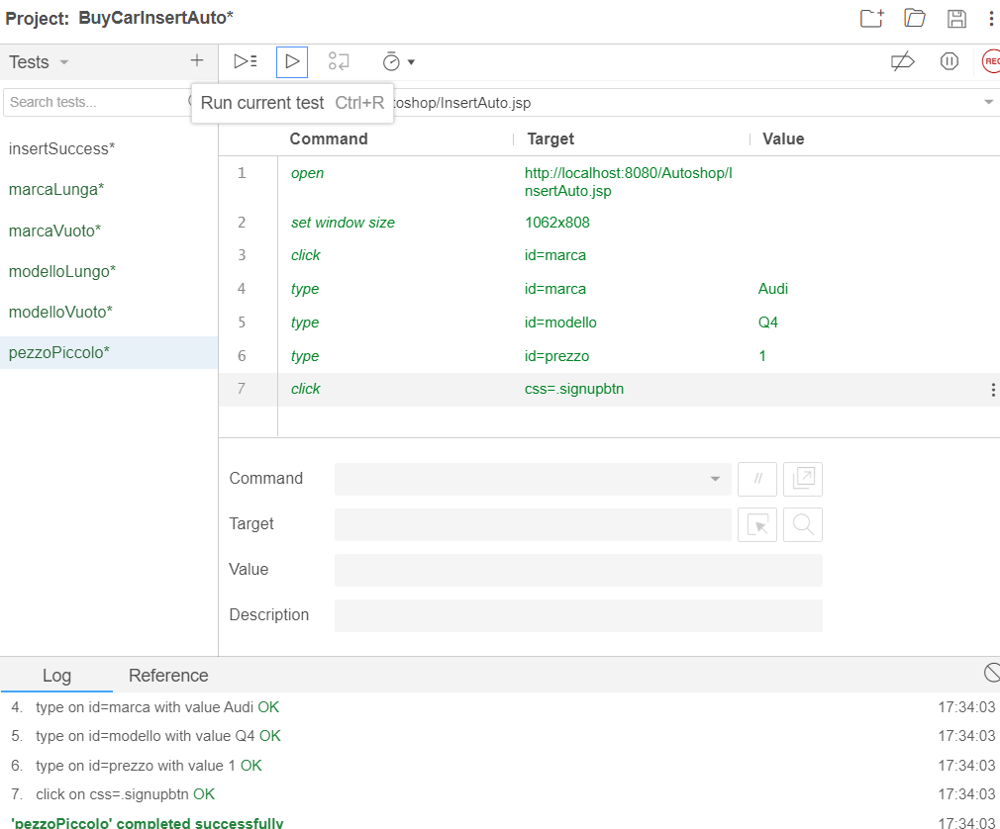 Project: BuyCarInsertAuto*
Tests
REC
Search tests...
Run current test Ctrl+R
toshop/InsertAuto.jsp
Command Target Value
insertSuccess*
marcaLunga*
marcaVuoto*
modelloLungo*
modelloVuoto*
pezzoPiccolo*
1 open http://localhost:8080/Autoshop/I
nsertAuto.jsp
2 set window size 1062x808
3 click id=marca
4 type id=marca Audi
5 type id=modello Q4
6 type id=prezzo 1
7 click css=.signupbtn
Command //
Target
Value
Description
Log Reference
4. type on id=marca with value Audi OK 17:34:03
5. type on id=modello with value Q4 OK 17:34:03
6. type on id=prezzo with value 1 OK 17:34:03
7. click on css=.signupbtn OK 17:34:03
'pezzoPiccolo' completed successfully 17:34:03